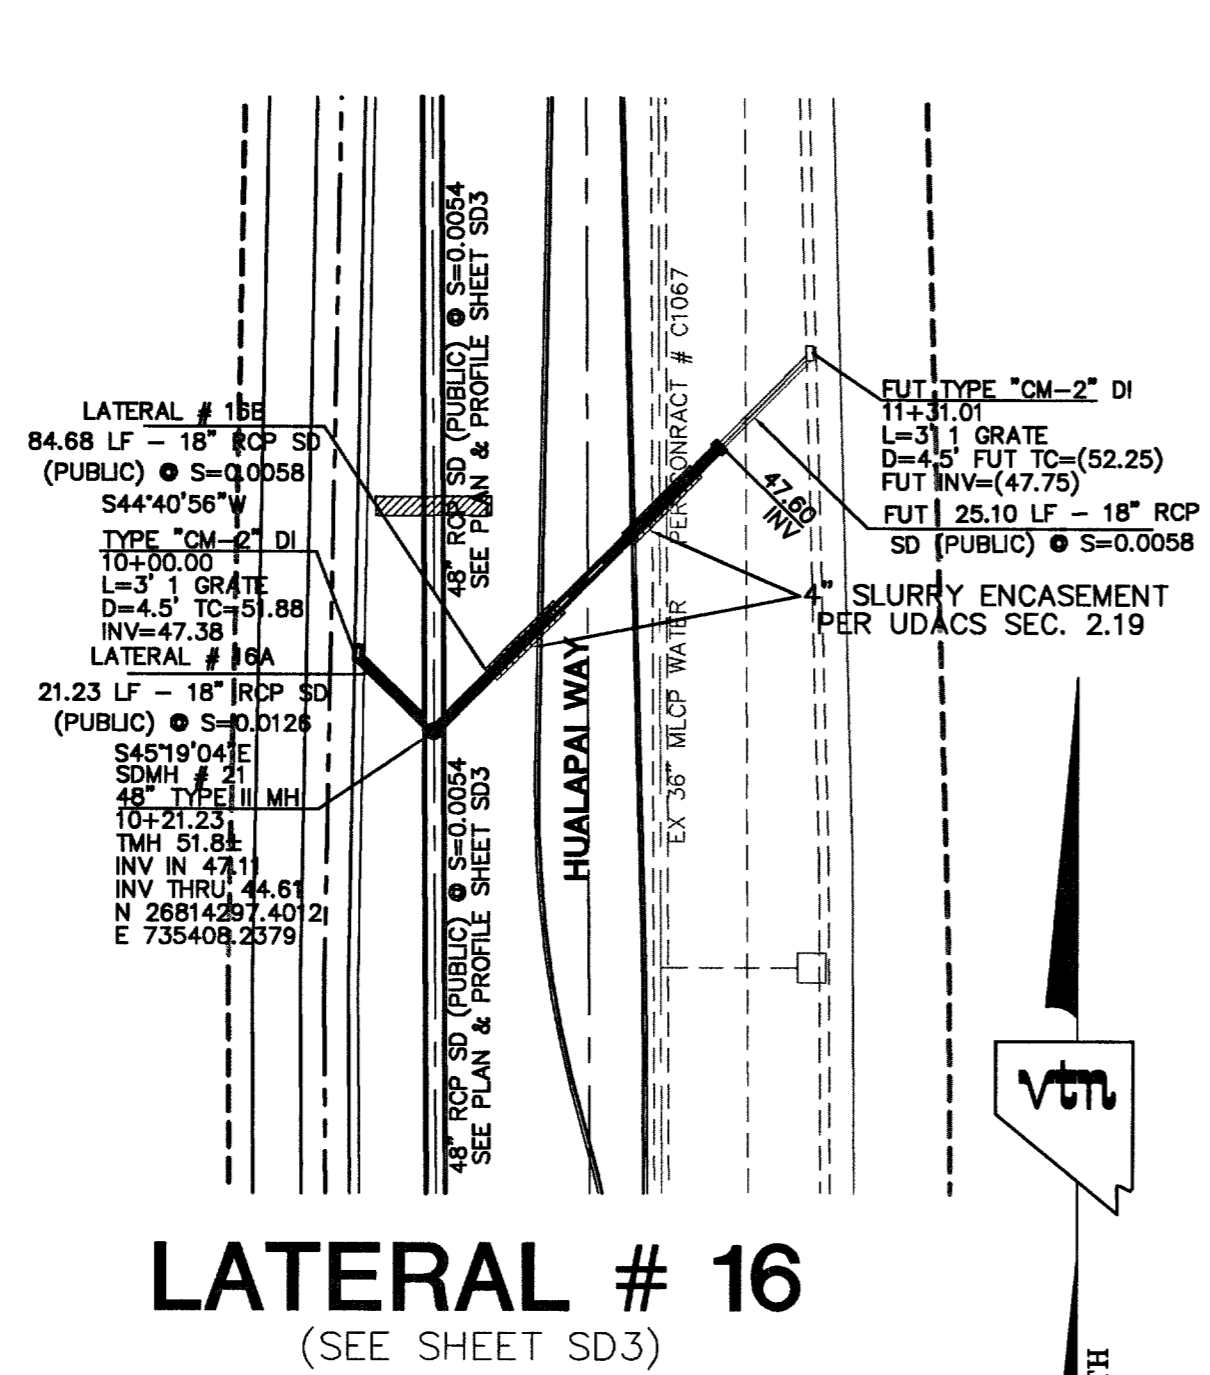 LATERAL # 16B
84.68 LF – 18" RCP SD
(PUBLIC) @ S=0.0058
S44°40'56"W
TYPE "CM-2" DI
10+00.00
L=3' 1 GRATE
D=4.5' TC=51.88
INV=47.38
LATERAL # 16A
21.23 LF – 18" RCP SD
(PUBLIC) @ S=0.0126
S45°19'04"E
SDMH # 21
48" TYPE II MH
10+21.23
TMH 51.8±
INV IN 47.11
INV THRU 44.61
N 26814297.4012
E 735408.2379
48" RCP SD (PUBLIC) @ S=0.0054
SEE PLAN & PROFILE SHEET SD3
48" RCP SD (PUBLIC) @ S=0.0054
SEE PLAN & PROFILE SHEET SD3
HUALAPAI WAY
EX 36" MLCP WATER PER CONRACT # C1067
47.60
INV
FUT TYPE "CM-2" DI
11+31.01
L=3' 1 GRATE
D=4.5' FUT TC=(52.25)
FUT INV=(47.75)
FUT 25.10 LF – 18" RCP
SD (PUBLIC) @ S=0.0058
4" SLURRY ENCASEMENT
PER UDACS SEC. 2.19
vtn
LATERAL # 16
(SEE SHEET SD3)